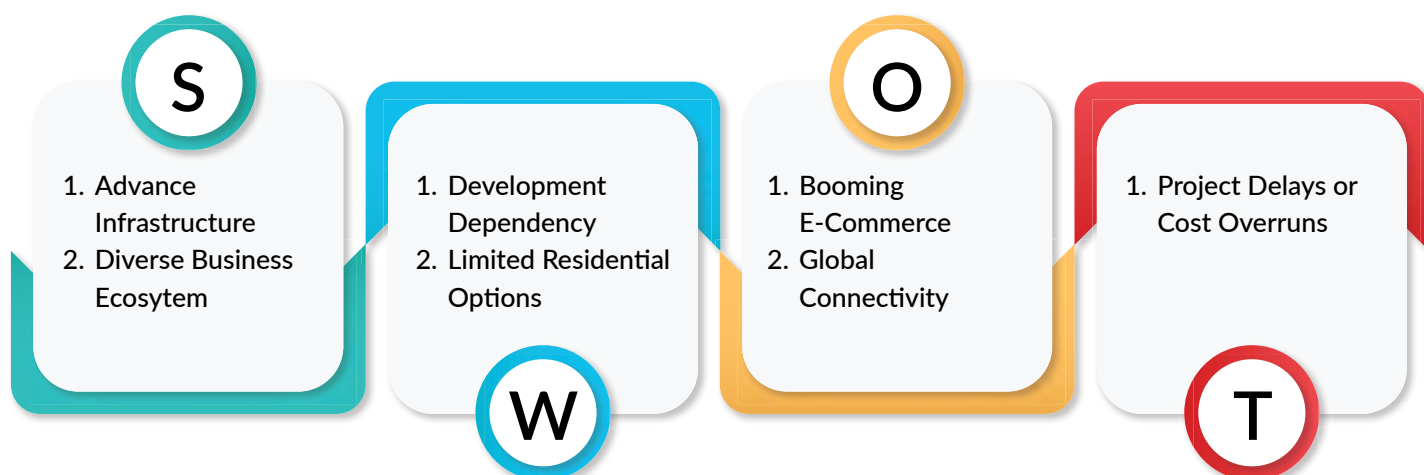 S
1. Advance
Infrastructure
2. Diverse Business
Ecosytem
1. Development
Dependency
2. Limited Residential
Options
W
O
1. Booming
E-Commerce
2. Global
Connectivity
1. Project Delays or
Cost Overruns
T